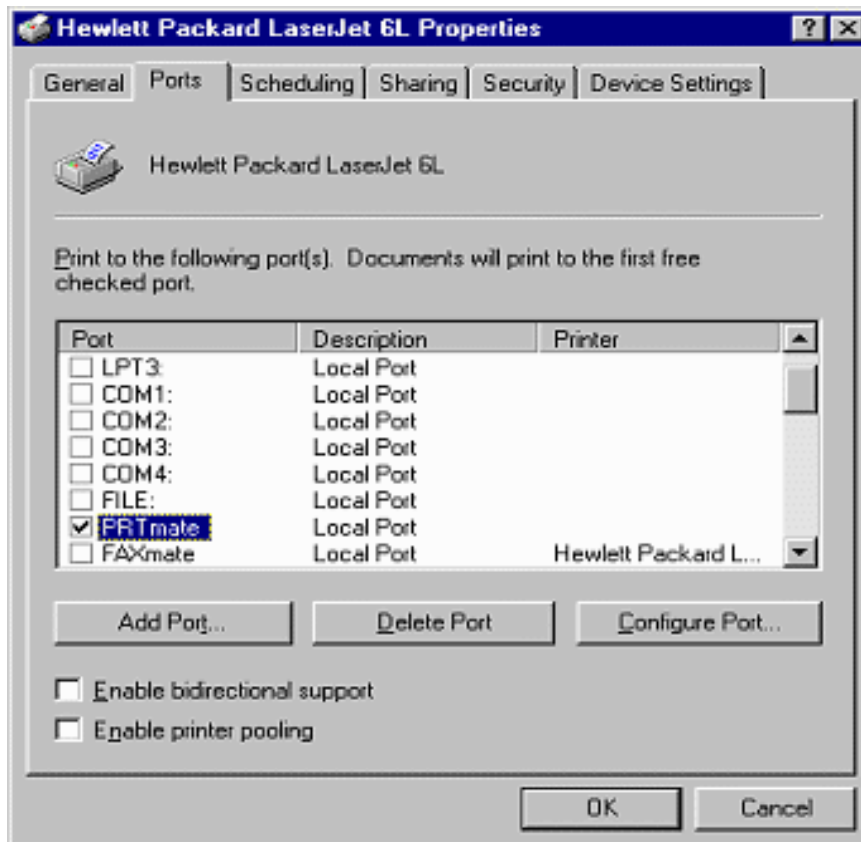 Hewlett Packard LaserJet 6L Properties
General Ports Scheduling Sharing Security Device Settings
Hewlett Packard LaserJet 6L
Print to the following port(s). Documents will print to the first free
checked port.
Port Description Printer
LPT3: Local Port
COM1: Local Port
COM2: Local Port
COM3: Local Port
COM4: Local Port
FILE: Local Port
PRTmate Local Port
FAXmate Local Port Hewlett Packard L...
Add Port... Delete Port Configure Port...
Enable bidirectional support
Enable printer pooling
OK Cancel